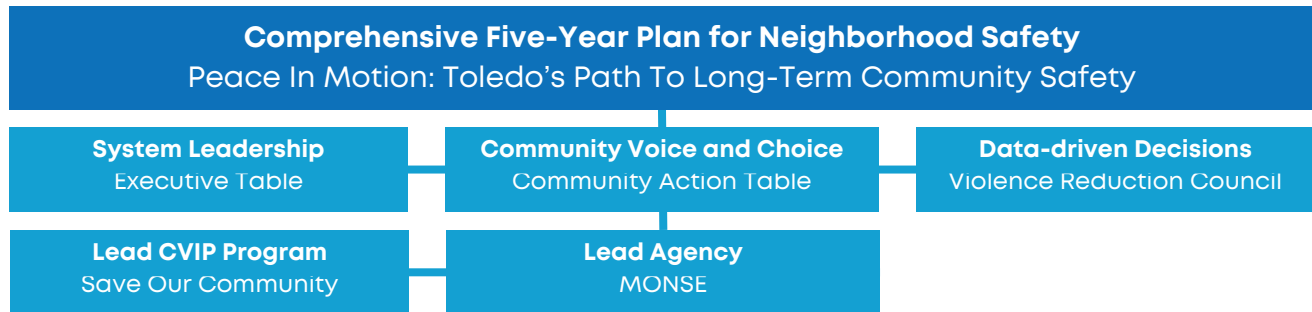 Comprehensive Five-Year Plan for Neighborhood Safety
Peace In Motion: Toledo's Path To Long-Term Community Safety
System Leadership
Executive Table
Community Voice and Choice
Community Action Table
Data-driven Decisions
Violence Reduction Council
Lead CVIP Program
Save Our Community
Lead Agency
MONSE